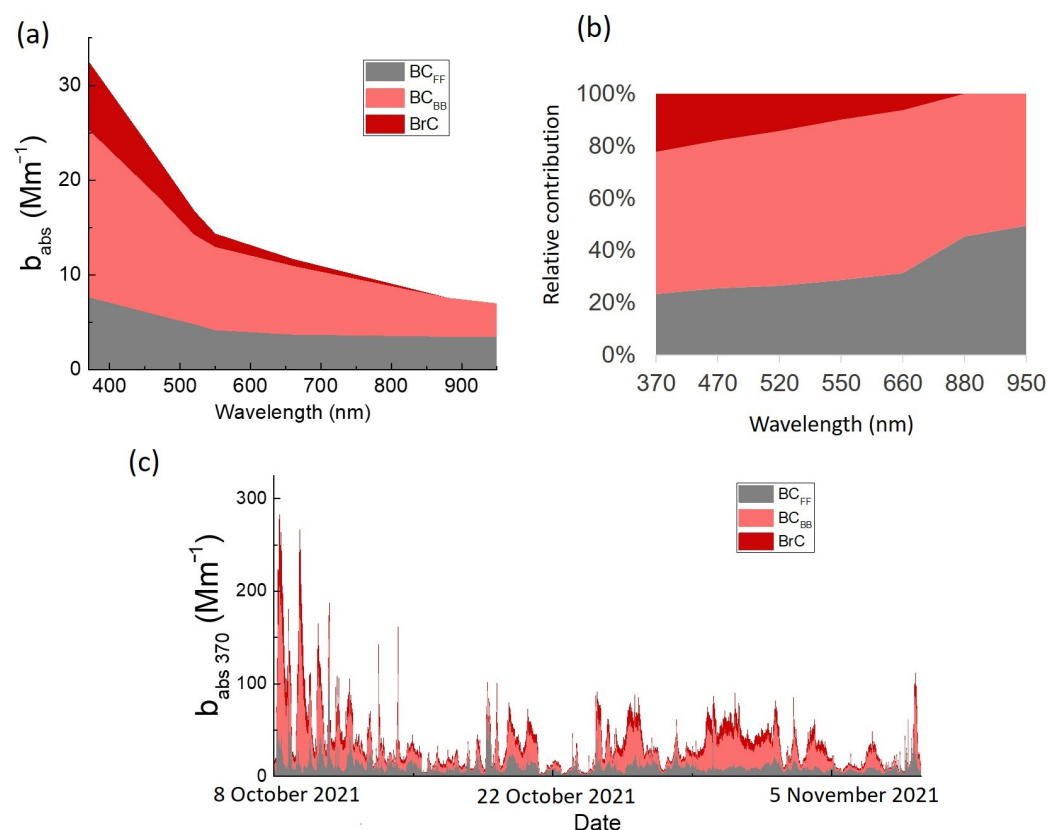 (a)
b_abs (Mm⁻¹)
30
20
10
0
400 500 600 700 800 900
Wavelength (nm)
BC_FF
BC_BB
BrC
(b)
Relative contribution
100%
80%
60%
40%
20%
0%
370 470 520 550 660 880 950
Wavelength (nm)
(c)
b_abs 370 (Mm⁻¹)
300
200
100
0
8 October 2021 22 October 2021 5 November 2021
Date
BC_FF
BC_BB
BrC